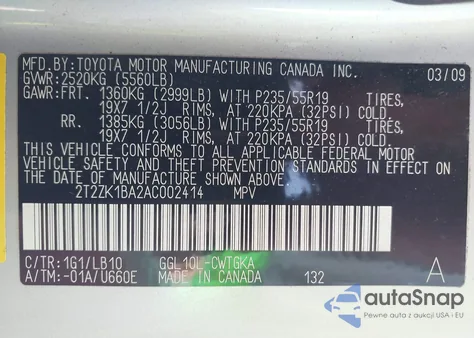 MFD.BY:TOYOTA MOTOR MANUFACTURING CANADA INC. 03/09
GVWR:2520KG (5560LB)
GAWR:FRT. 1360KG (2999LB) WITH P235/55R19 TIRES,
19X7 1/2J RIMS, AT 220KPA (32PSI) COLD.
RR. 1385KG (3056LB) WITH P235/55R19 TIRES,
19X7 1/2J RIMS, AT 220KPA (32PSI) COLD.
THIS VEHICLE CONFORMS TO ALL APPLICABLE FEDERAL MOTOR
VEHICLE SAFETY AND THEFT PREVENTION STANDARDS IN EFFECT ON
THE DATE OF MANUFACTURE SHOWN ABOVE.
2T2ZK1BA2AC002414 MPV
C/TR:1G1/LB10 GGL10L-CWTGKA
A/TM:-01A/U660E MADE IN CANADA 132 A
autoSnap
Pewne auta z aukcji USA i EU